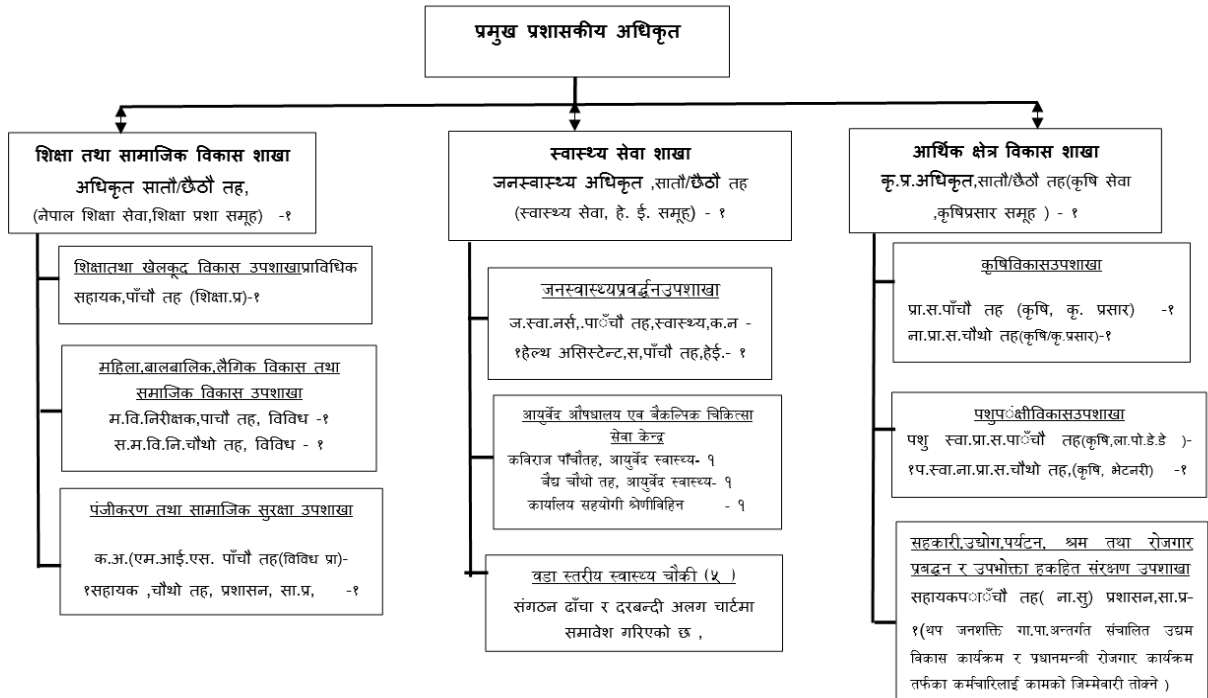 प्रमुख प्रशासकीय अधिकृत
शिक्षा तथा सामाजिक विकास शाखा
अधिकृत सातौ/छैठौ तह,
(नेपाल शिक्षा सेवा,शिक्षा प्रशा समूह) -१
शिक्षातथा खेलकूद विकास उपशाखाप्राविधिक
सहायक,पाँचौ तह (शिक्षा.प्र)-१
महिला,बालबालिक,लैगिक विकास तथा
समाजिक विकास उपशाखा
म.वि.निरीक्षक,पाचौ तह, विविध -१
स.म.वि.नि.चौथो तह, विविध - १
पंजीकरण तथा सामाजिक सुरक्षा उपशाखा
क.अ.(एम.आई.एस. पाँचौ तह(विविध प्रा)-
१सहायक ,चौथो तह, प्रशासन, सा.प्र, -१
स्वास्थ्य सेवा शाखा
जनस्वास्थ्य अधिकृत ,सातौ/छैठौ तह
(स्वास्थ्य सेवा, हे. ई. समूह) - १
जनस्वास्थ्यप्रवर्द्धनउपशाखा
ज.स्वा.नर्स,.पाँचौ तह,स्वास्थ्य,क.न -
१हेल्थ असिस्टेन्ट,स,पाँचौ तह,हेई.- १
आयुर्वेद औषधालय एव बैकल्पिक चिकित्सा
सेवा केन्द्र
कविराज पाँचौतह, आयुर्वेद स्वास्थ्य- १
बैद्य चौथो तह, आयुर्वेद स्वास्थ्य- १
कार्यालय सहयोगी श्रेणीविहिन - १
वडा स्तरीय स्वास्थ्य चौकी (५ )
संगठन ढाँचा र दरबन्दी अलग चार्टमा
समावेश गरिएको छ ,
आर्थिक क्षेत्र विकास शाखा
कृ.प्र.अधिकृत,सातौ/छैठौ तह(कृषि सेवा
,कृषिप्रसार समूह ) - १
कृषिविकासउपशाखा
प्रा.स.पाँचौ तह (कृषि, कृ. प्रसार) -१
ना.प्रा.स.चौथो तह(कृषि/कृ.प्रसार)-१
पशुपंक्षीविकासउपशाखा
पशु स्वा.प्रा.स.पाँचौ तह(कृषि,ला.पो.डे.डे )-
१प.स्वा.ना.प्रा.स.चौथो तह,(कृषि, भेटनरी) -१
सहकारी,उद्योग,पर्यटन, श्रम तथा रोजगार
प्रबद्धन र उपभोक्ता हकहित संरक्षण उपशाखा
सहायकपाँचौ तह( ना.सु) प्रशासन,सा.प्र-
१(थप जनशक्ति गा.पा.अन्तर्गत संचालित उद्यम
विकास कार्यक्रम र प्रधानमन्त्री रोजगार कार्यक्रम
तर्फका कर्मचारिलाई कामको जिम्मेवारी तोक्ने )